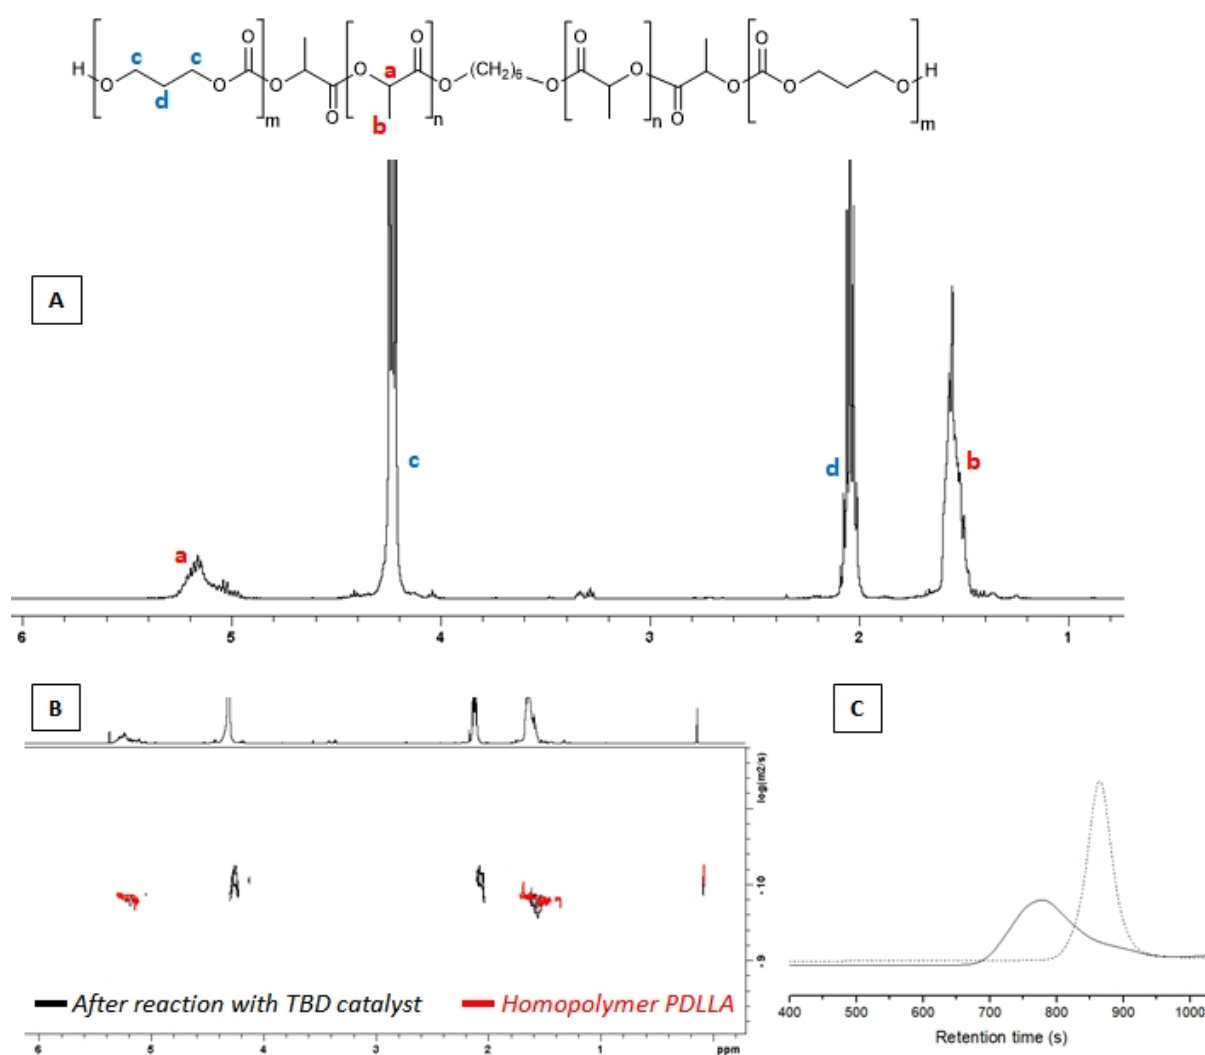 H O O O O O O O (CH₂)₆ O O O O O O O O H
c c d m a b n n m
A
a c d b
6 5 4 3 2 1
B
C
log(m2/s)
-10
-9
After reaction with TBD catalyst
Homopolymer PDLLA
6 5 4 3 2 1 ppm
400 500 600 700 800 900 1000
Retention time (s)